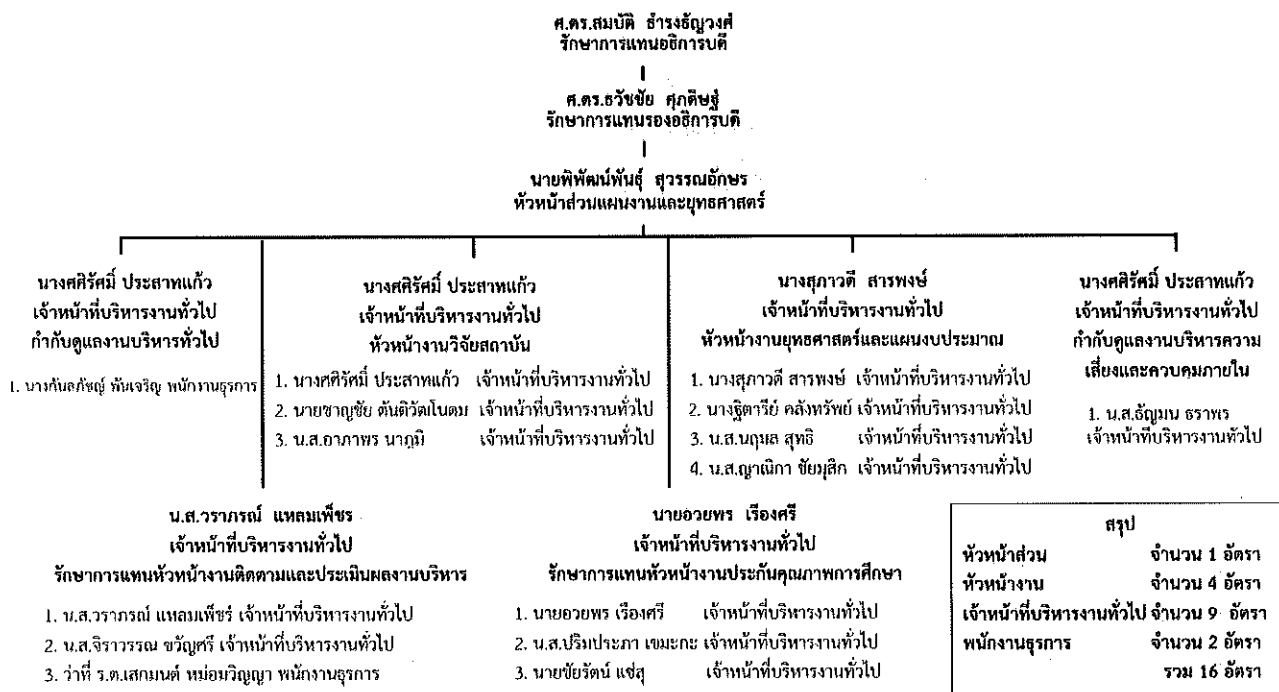 ศ.ดร.สมบัติ ธำรงธัญวงศ์
รักษาการแทนอธิการบดี
ศ.ดร.ธวัชชัย ศุภดิษฐ์
รักษาการแทนรองอธิการบดี
นายพิพัฒน์พันธุ์ สุวรรณอักษร
หัวหน้าส่วนแผนงานและยุทธศาสตร์
นางศศิรัศมิ์ ประสาทแก้ว
เจ้าหน้าที่บริหารงานทั่วไป
กำกับดูแลงานบริหารทั่วไป
1. นางกันลภัชญ์ พันเจริญ พนักงานธุรการ
นางศศิรัศมิ์ ประสาทแก้ว
เจ้าหน้าที่บริหารงานทั่วไป
หัวหน้างานวิจัยสถาบัน
1. นางศศิรัศมิ์ ประสาทแก้ว เจ้าหน้าที่บริหารงานทั่วไป
2. นายชาญชัย ตันติวัฒโนดม เจ้าหน้าที่บริหารงานทั่วไป
3. น.ส.อาภาพร นาภูมิ เจ้าหน้าที่บริหารงานทั่วไป
นางสุภาวดี สารพงษ์
เจ้าหน้าที่บริหารงานทั่วไป
หัวหน้างานยุทธศาสตร์และแผนงบประมาณ
1. นางสุภาวดี สารพงษ์ เจ้าหน้าที่บริหารงานทั่วไป
2. นางฐิตารีย์ คลังทรัพย์ เจ้าหน้าที่บริหารงานทั่วไป
3. น.ส.นฤมล สุทธิ เจ้าหน้าที่บริหารงานทั่วไป
4. น.ส.ญาณิกา ชัยมุสิก เจ้าหน้าที่บริหารงานทั่วไป
นางศศิรัศมิ์ ประสาทแก้ว
เจ้าหน้าที่บริหารงานทั่วไป
กำกับดูแลงานบริหารความ
เสี่ยงและควบคุมภายใน
1. น.ส.ธัญมน ธราพร
เจ้าหน้าที่บริหารงานทั่วไป
น.ส.วราภรณ์ แหลมเพ็ชร
เจ้าหน้าที่บริหารงานทั่วไป
รักษาการแทนหัวหน้างานติดตามและประเมินผลงานบริหาร
1. น.ส.วราภรณ์ แหลมเพ็ชร์ เจ้าหน้าที่บริหารงานทั่วไป
2. น.ส.จิราวรรณ ขวัญศรี เจ้าหน้าที่บริหารงานทั่วไป
3. ว่าที่ ร.ต.เสกมนต์ หม่อมวิญญา พนักงานธุรการ
นายอวยพร เรืองศรี
เจ้าหน้าที่บริหารงานทั่วไป
รักษาการแทนหัวหน้างานประกันคุณภาพการศึกษา
1. นายอวยพร เรืองศรี เจ้าหน้าที่บริหารงานทั่วไป
2. น.ส.ปริมประภา เขมะกะ เจ้าหน้าที่บริหารงานทั่วไป
3. นายชัยรัตน์ แซ่สุ เจ้าหน้าที่บริหารงานทั่วไป
สรุป
หัวหน้าส่วน จำนวน 1 อัตรา
หัวหน้างาน จำนวน 4 อัตรา
เจ้าหน้าที่บริหารงานทั่วไป จำนวน 9 อัตรา
พนักงานธุรการ จำนวน 2 อัตรา
รวม 16 อัตรา